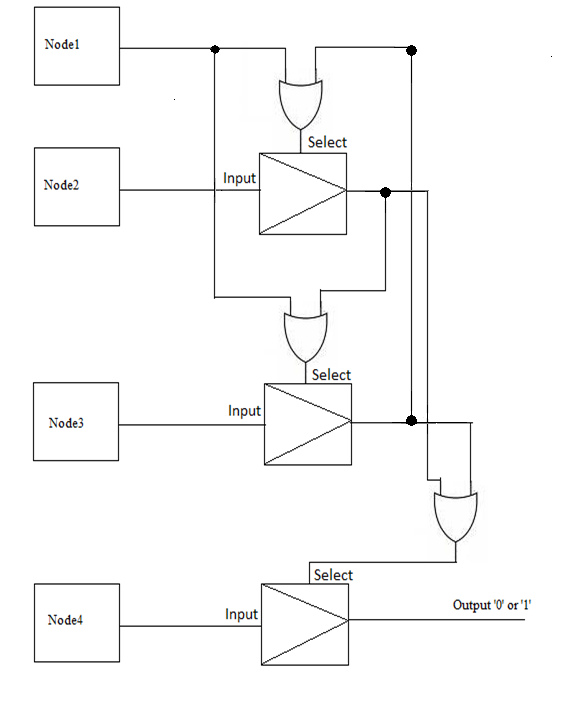 Node1
Select
Input
Node2
Select
Input
Node3
Select
Input
Node4
Output '0' or '1'